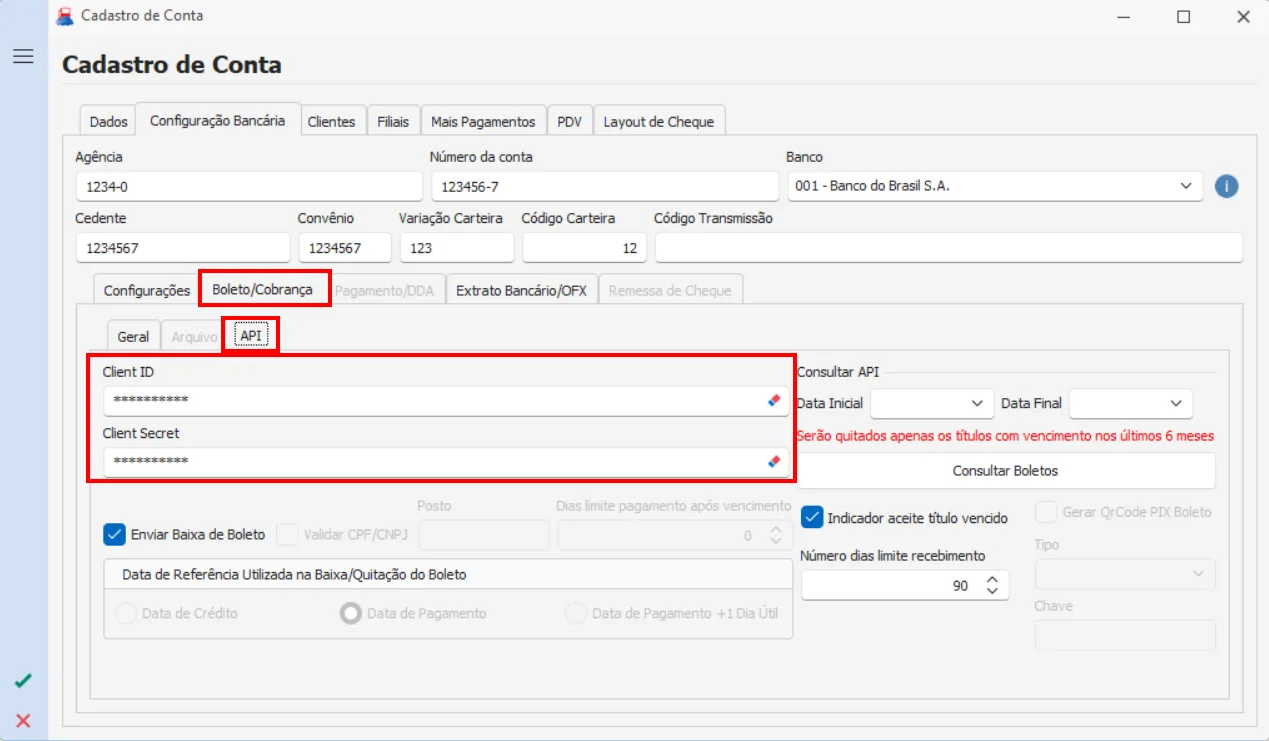 Cadastro de Conta
Cadastro de Conta
Dados Configuração Bancária Clientes Filiais Mais Pagamentos PDV Layout de Cheque
Agência Número da conta Banco
1234-0 123456-7 001 - Banco do Brasil S.A.
Cedente Convênio Variação Carteira Código Carteira Código Transmissão
1234567 1234567 123 12
Configurações Boleto/Cobrança Pagamento/DDA Extrato Bancário/OFX Remessa de Cheque
Geral Arquivo API
Client ID Consultar API
********** Data Inicial Data Final
Client Secret Serão quitados apenas os títulos com vencimento nos últimos 6 meses
********** Consultar Boletos
Posto Dias limite pagamento após vencimento Indicador aceite título vencido Gerar QrCode PIX Boleto
Enviar Baixa de Boleto Validar CPF/CNPJ 0 Tipo
Número dias limite recebimento
Data de Referência Utilizada na Baixa/Quitação do Boleto 90
Data de Crédito Data de Pagamento Data de Pagamento +1 Dia Útil Chave